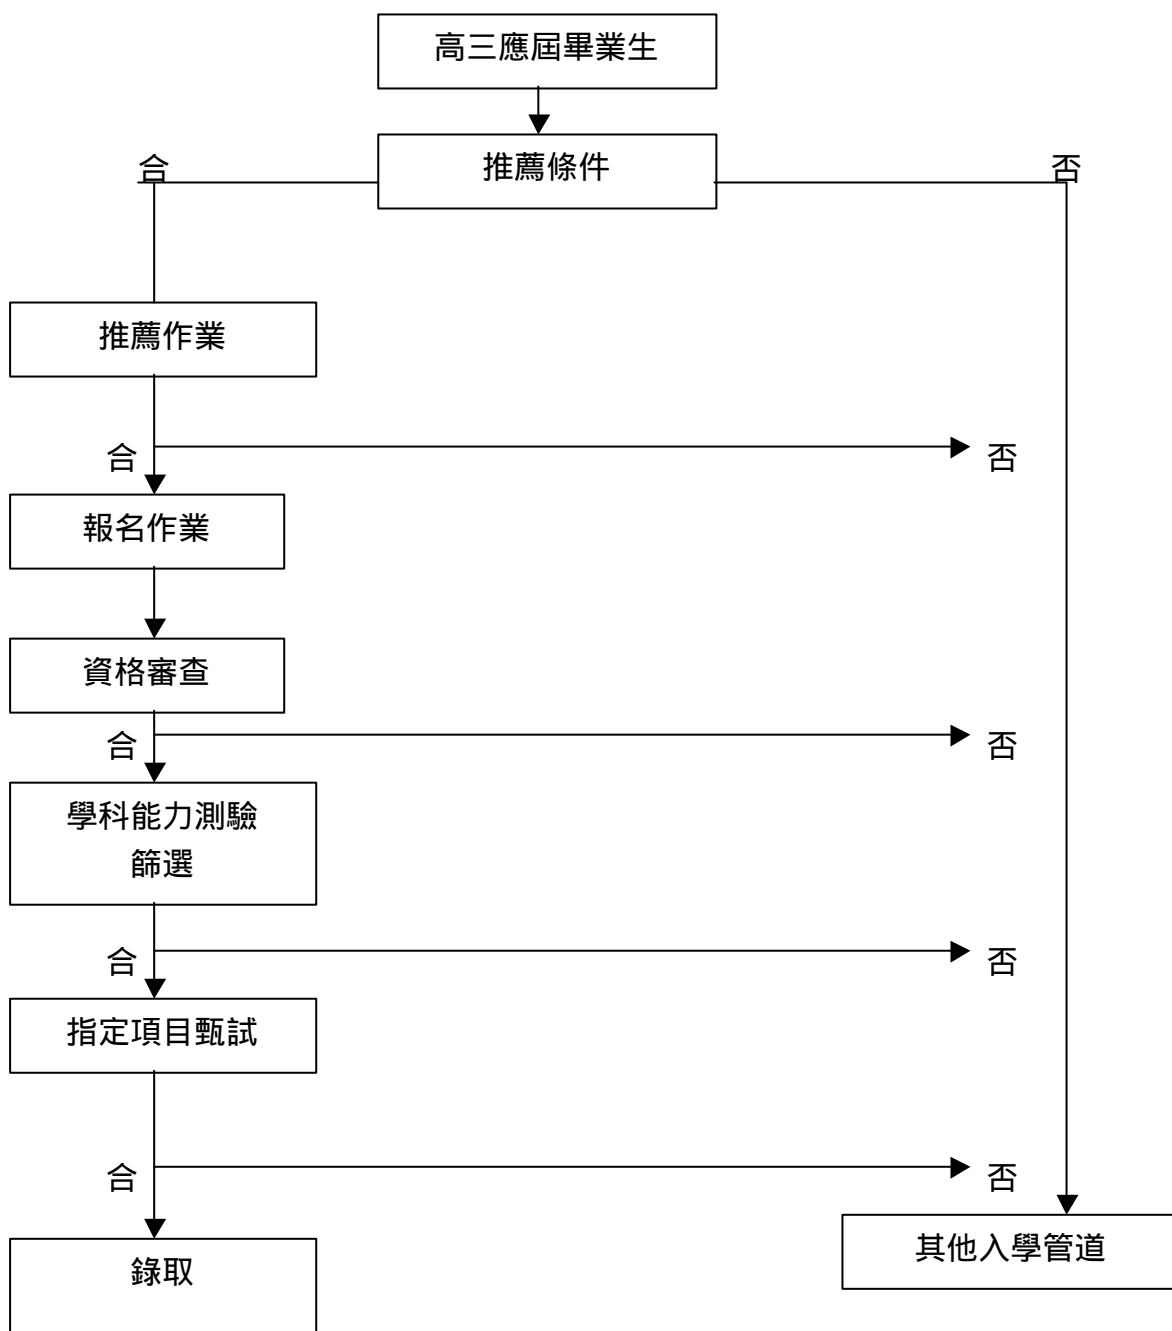 高三應屆畢業生
推薦條件
合
否
推薦作業
合
否
報名作業
資格審查
合
否
學科能力測驗
篩選
合
否
指定項目甄試
合
否
其他入學管道
錄取